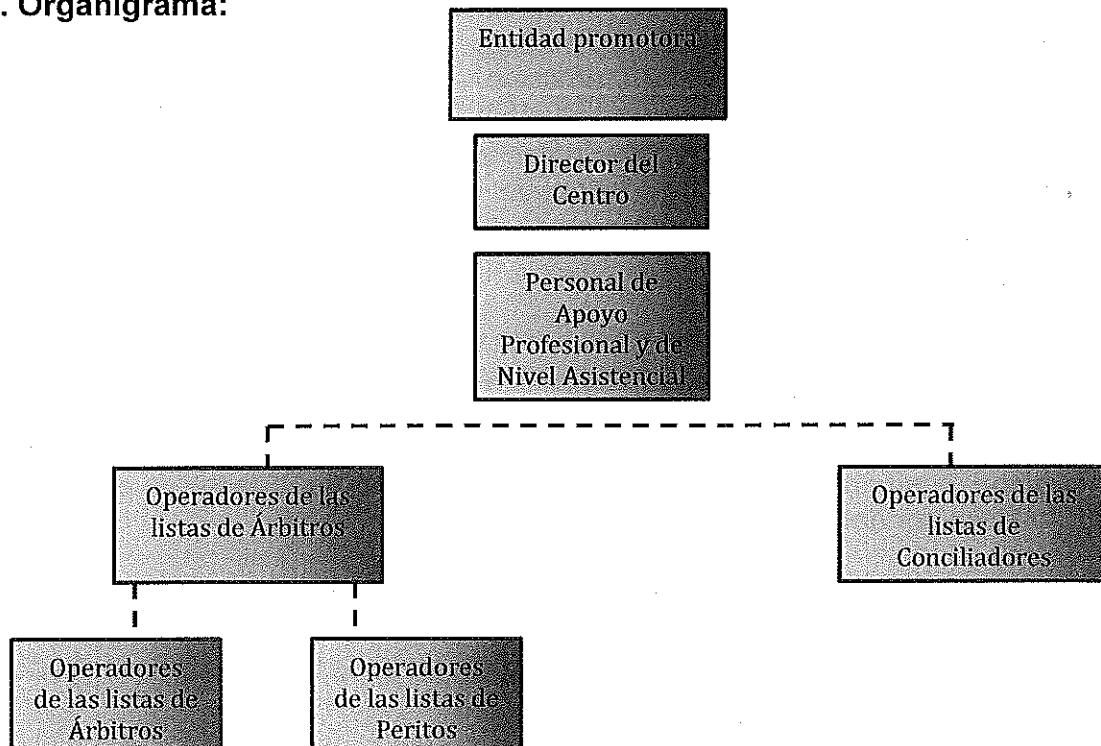 . Organigrama:
Entidad promotora
Director del
Centro
Personal de
Apoyo
Profesional y de
Nivel Asistencial
Operadores de las
listas de Árbitros
Operadores de las
listas de
Conciliadores
Operadores
de las listas de
Árbitros
Operadores
de las listas de
Peritos